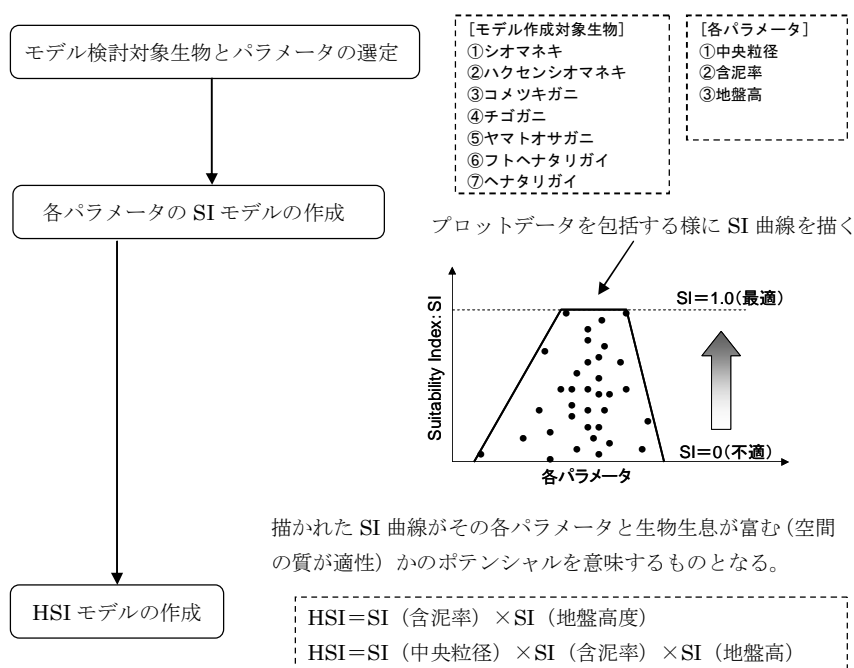 モデル検討対象生物とパラメータの選定
[モデル作成対象生物]
①シオマネキ
②ハクセンシオマネキ
③コメツキガニ
④チゴガニ
⑤ヤマトオサガニ
⑥フトヘナタリガイ
⑦ヘナタリガイ
[各パラメータ]
①中央粒径
②含泥率
③地盤高
各パラメータの SI モデルの作成
プロットデータを包括する様に SI 曲線を描く
Suitability Index:SI
SI=1.0(最適)
SI=0(不適)
各パラメータ
描かれた SI 曲線がその各パラメータと生物生息が富む（空間
の質が適性）かのポテンシャルを意味するものとなる。
HSI モデルの作成
HSI＝SI（含泥率）×SI（地盤高度）
HSI＝SI（中央粒径）×SI（含泥率）×SI（地盤高）